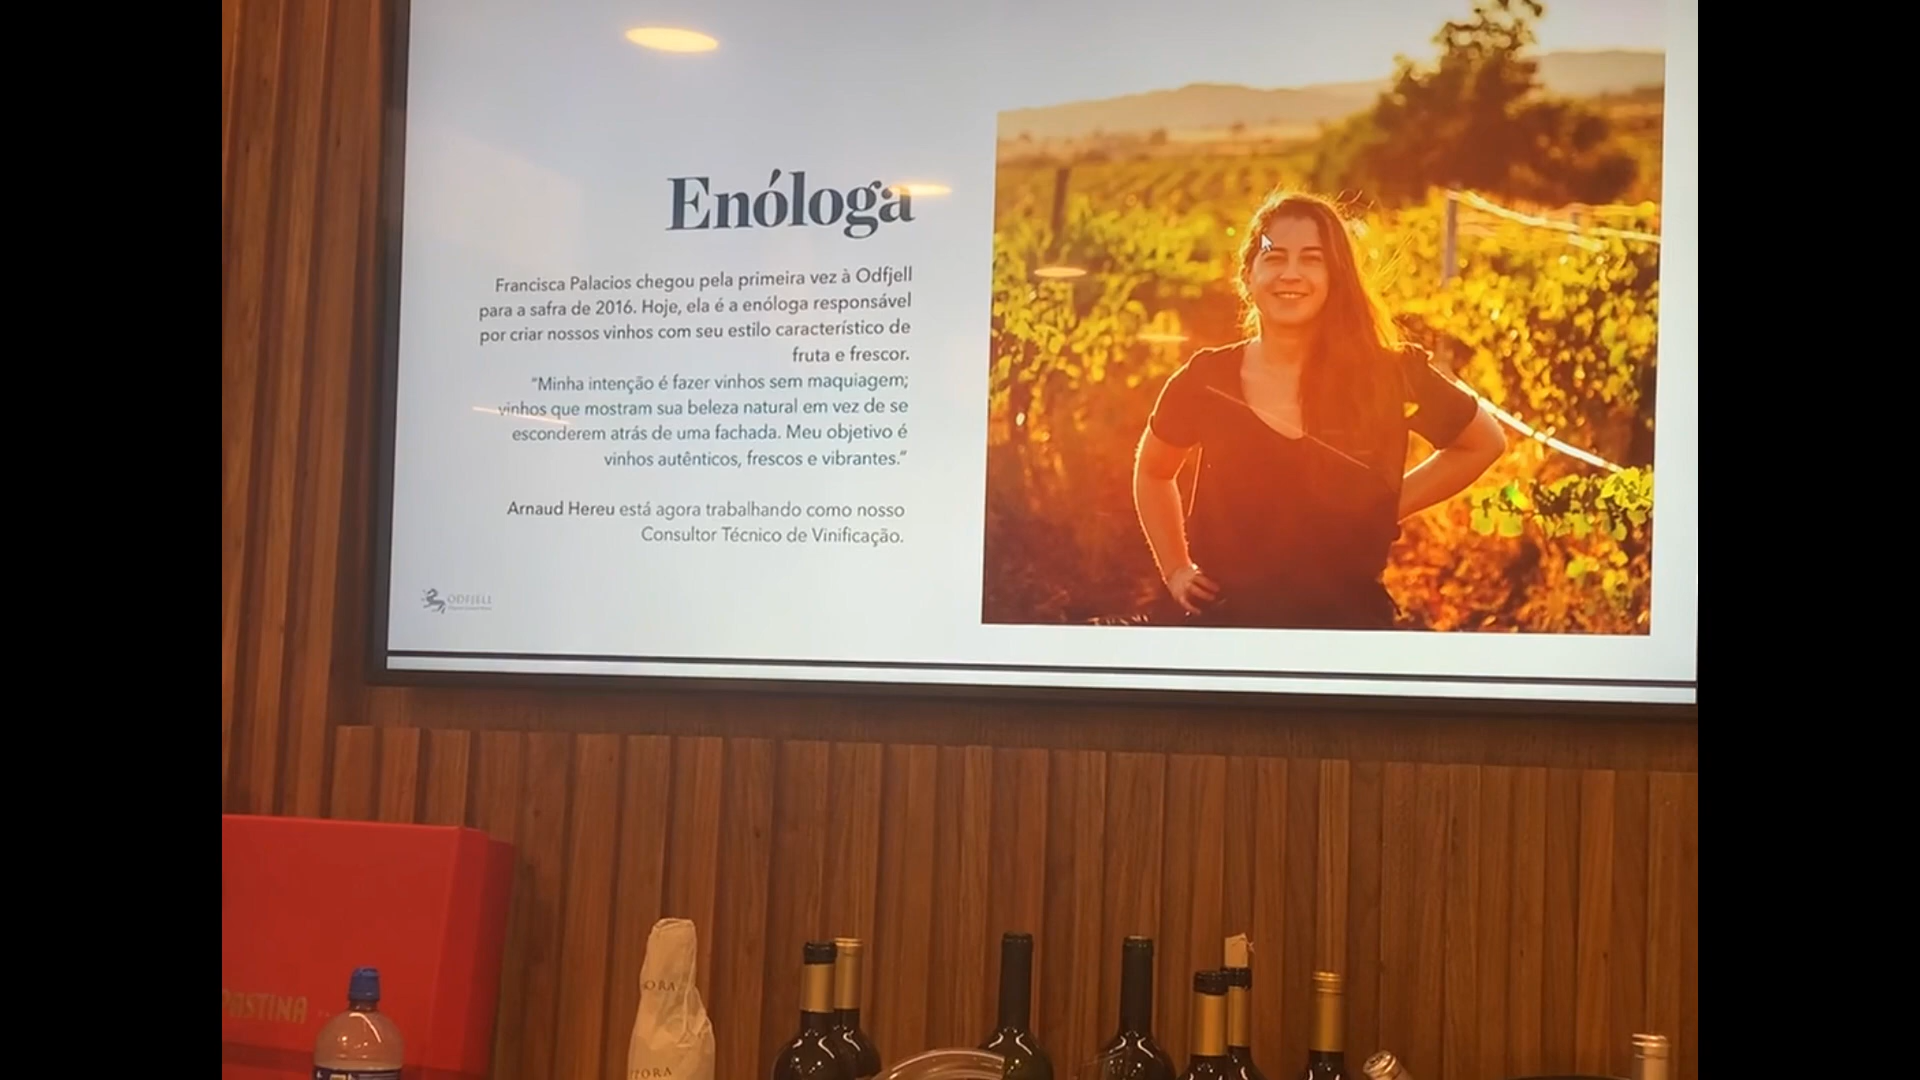 Enóloga
Francisca Palacios chegou pela primeira vez à Odfjell
para a safra de 2016. Hoje, ela é a enóloga responsável
por criar nossos vinhos com seu estilo característico de
fruta e frescor.
“Minha intenção é fazer vinhos sem maquiagem;
vinhos que mostram sua beleza natural em vez de se
esconderem atrás de uma fachada. Meu objetivo é
vinhos autênticos, frescos e vibrantes.”
Arnaud Hereu está agora trabalhando como nosso
Consultor Técnico de Vinificação.
ODFJELL
PASTINA
ORA
TORA